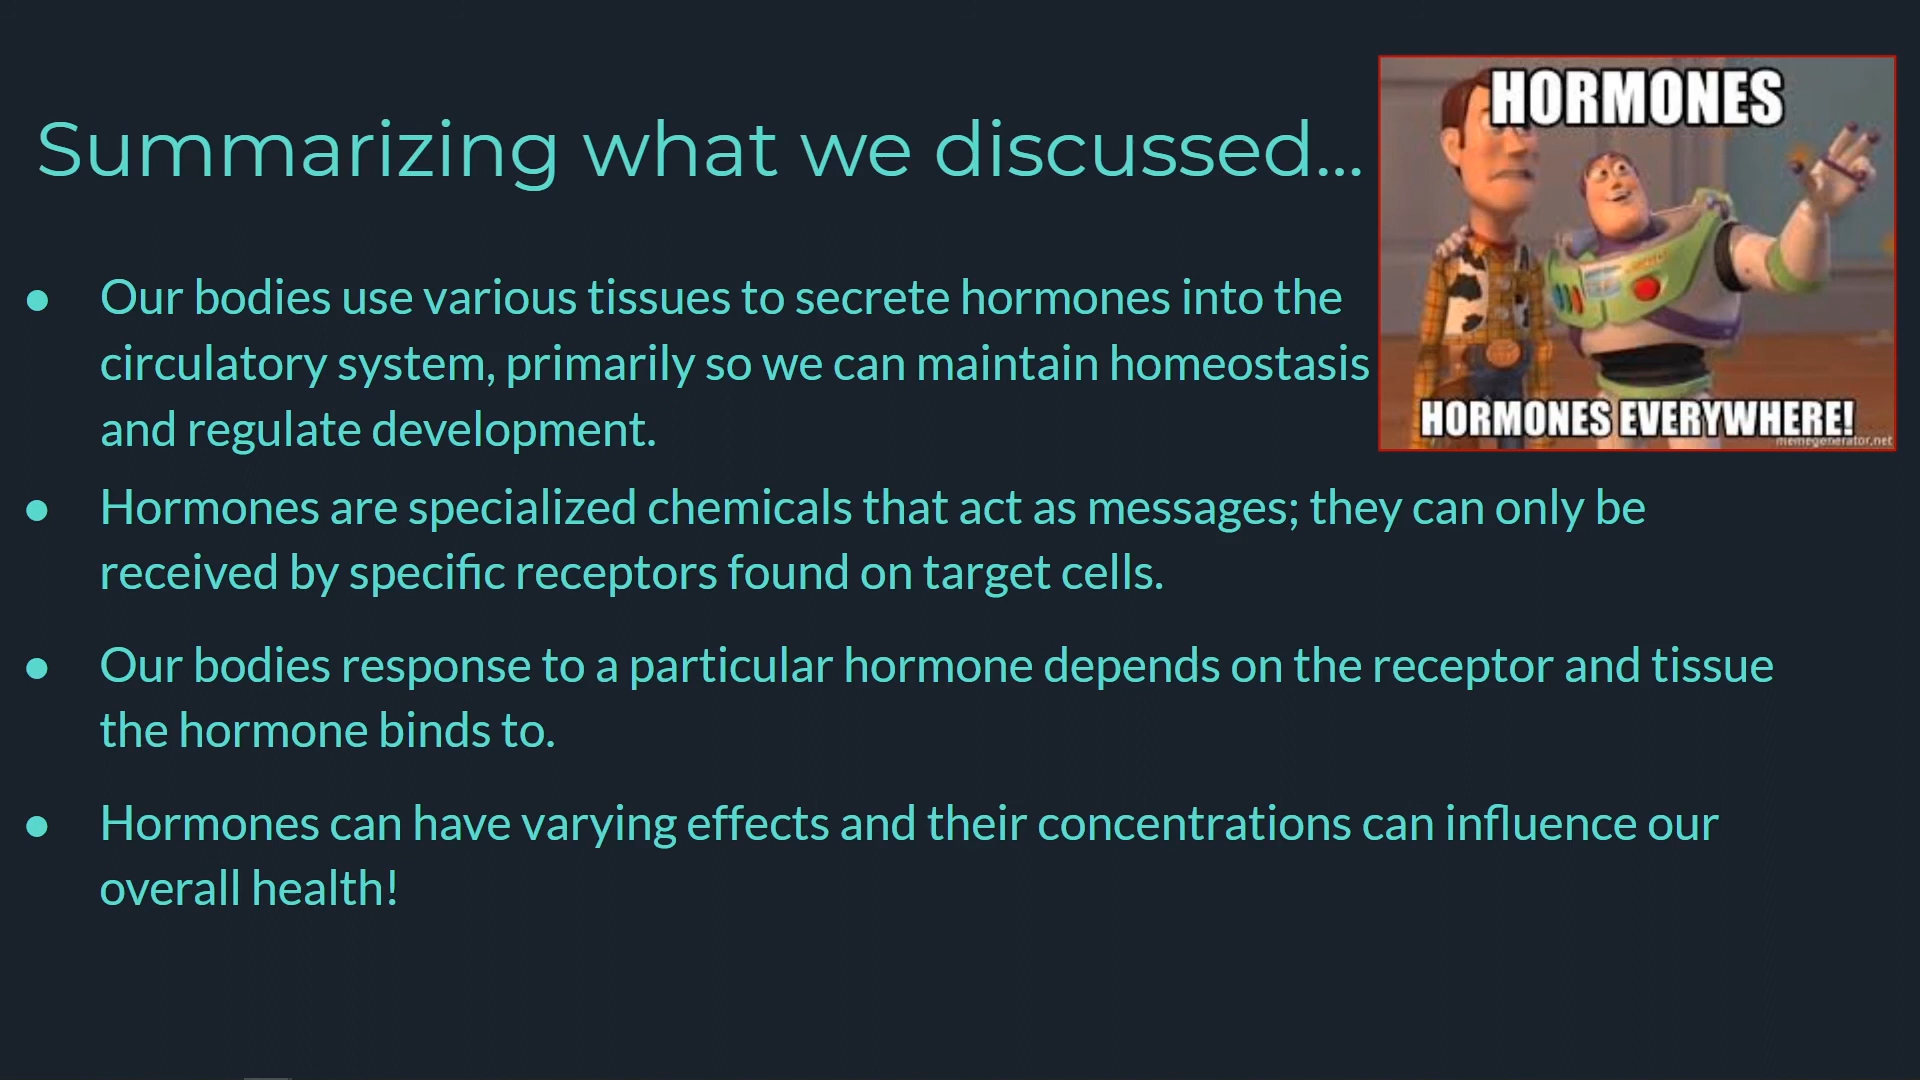 Summarizing what we discussed...
HORMONES
HORMONES EVERYWHERE!
memegenerator.net
● Our bodies use various tissues to secrete hormones into the
circulatory system, primarily so we can maintain homeostasis
and regulate development.
● Hormones are specialized chemicals that act as messages; they can only be
received by specific receptors found on target cells.
● Our bodies response to a particular hormone depends on the receptor and tissue
the hormone binds to.
● Hormones can have varying effects and their concentrations can influence our
overall health!